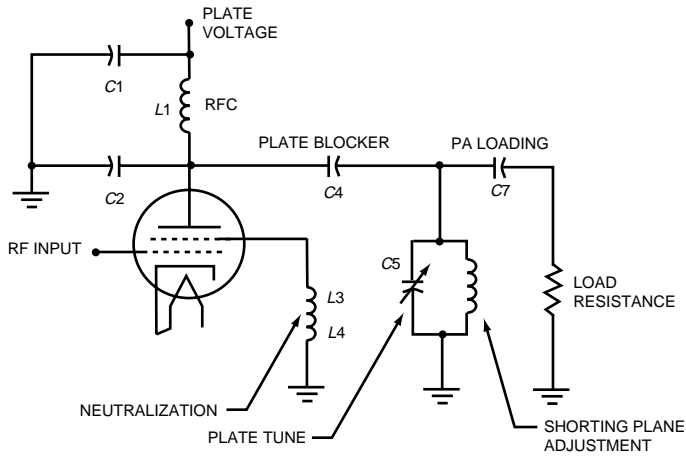 PLATE
VOLTAGE
C1
L1
RFC
PLATE BLOCKER
PA LOADING
C2
C4
C7
RF INPUT
C5
L3
L4
LOAD
RESISTANCE
NEUTRALIZATION
PLATE TUNE
SHORTING PLANE
ADJUSTMENT